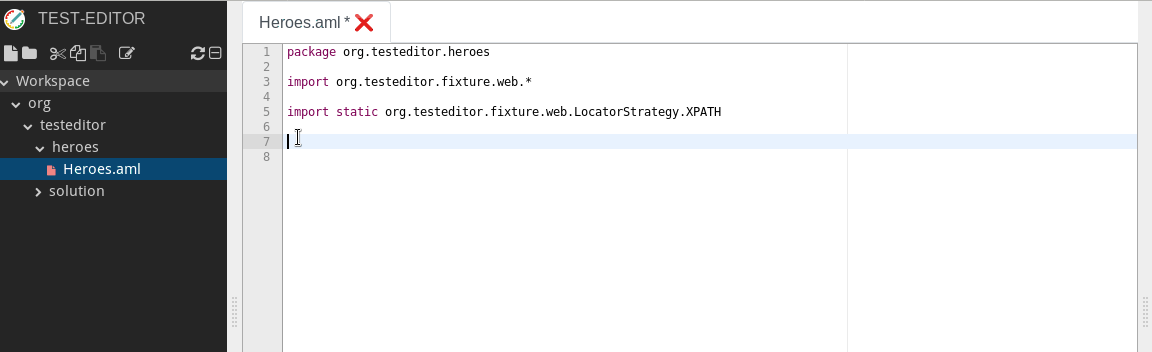 TEST-EDITOR
Workspace
org
testeditor
heroes
Heroes.aml
solution
Heroes.aml *
1 package org.testeditor.heroes
2
3 import org.testeditor.fixture.web.*
4
5 import static org.testeditor.fixture.web.LocatorStrategy.XPATH
6
7
8